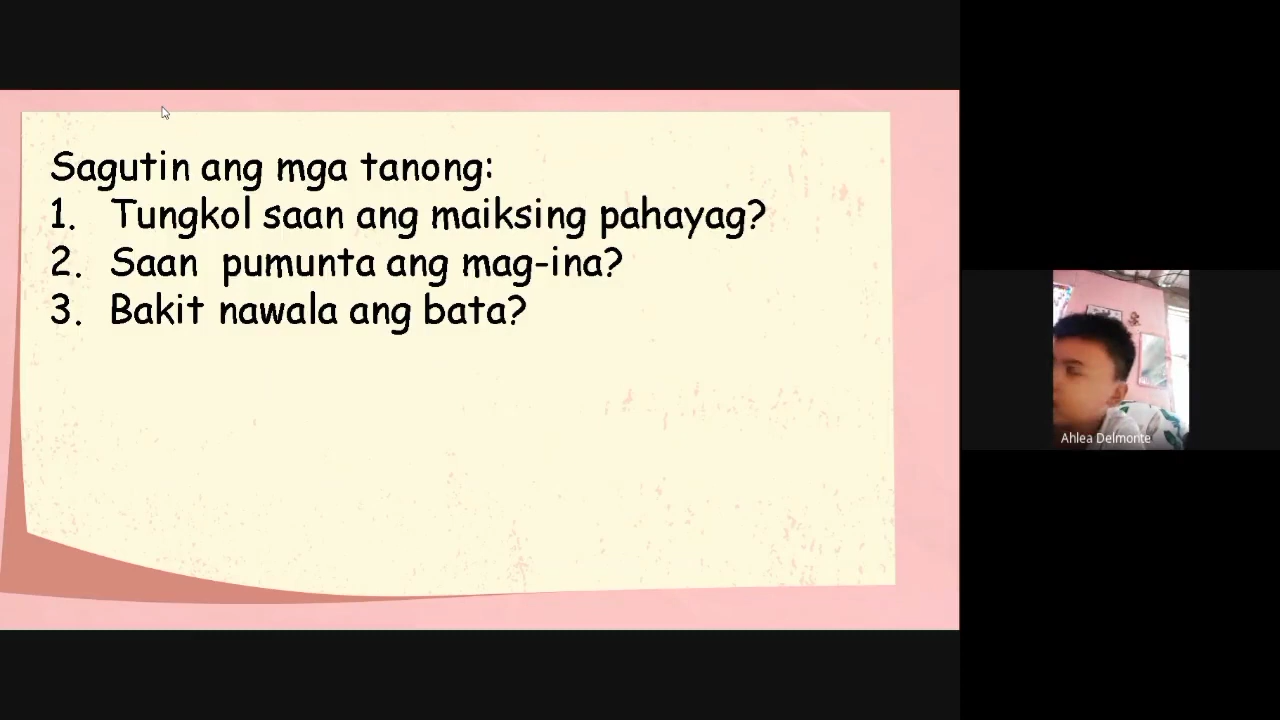 Sagutin ang mga tanong:
1. Tungkol saan ang maiksing pahayag?
2. Saan pumunta ang mag-ina?
3. Bakit nawala ang bata?
Ahlea Delmonte